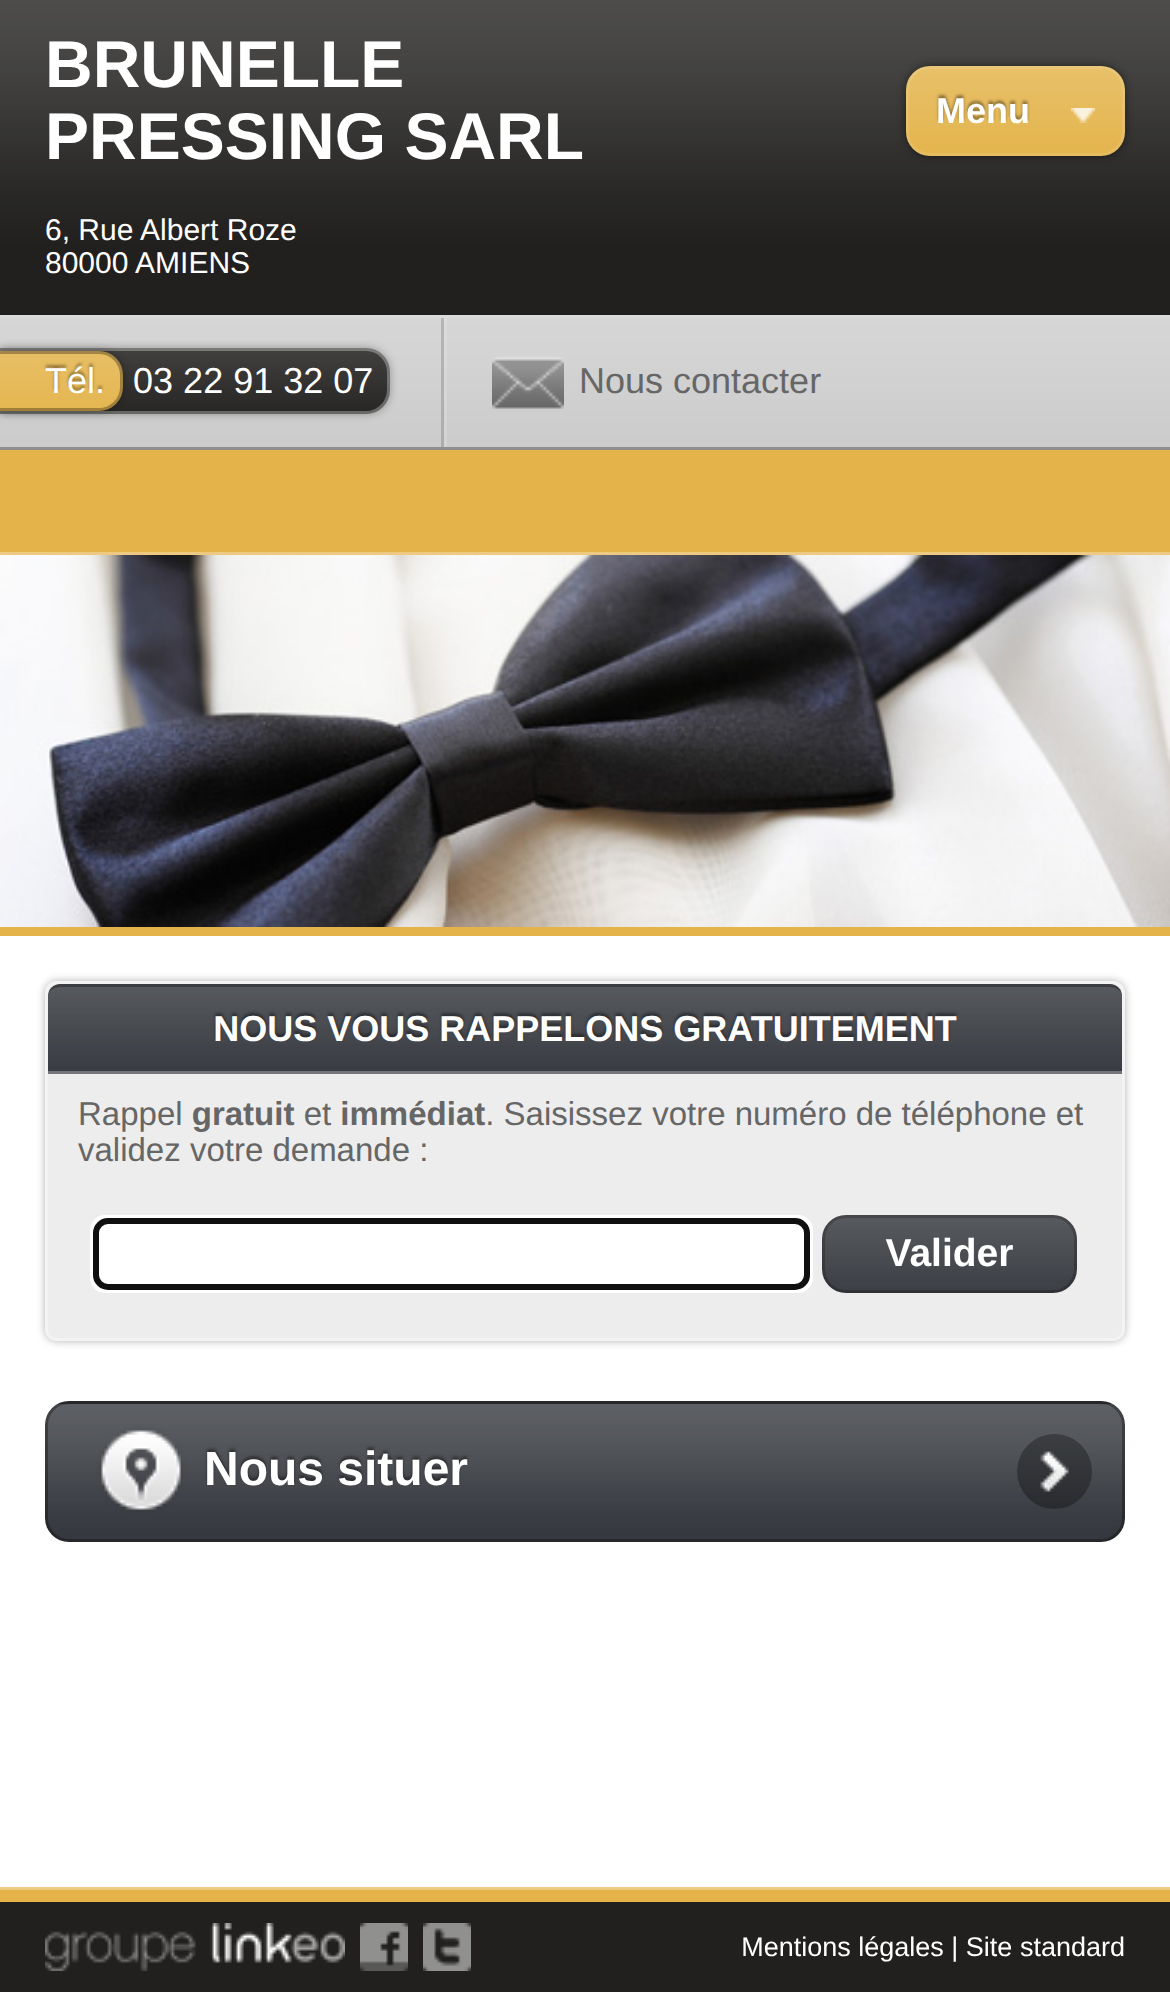 BRUNELLE
PRESSING SARL
Menu
6, Rue Albert Roze
80000 AMIENS
Tél. 03 22 91 32 07
Nous contacter
NOUS VOUS RAPPELONS GRATUITEMENT
Rappel gratuit et immédiat. Saisissez votre numéro de téléphone et
validez votre demande :
Valider
Nous situer
groupe linkeo
Mentions légales | Site standard